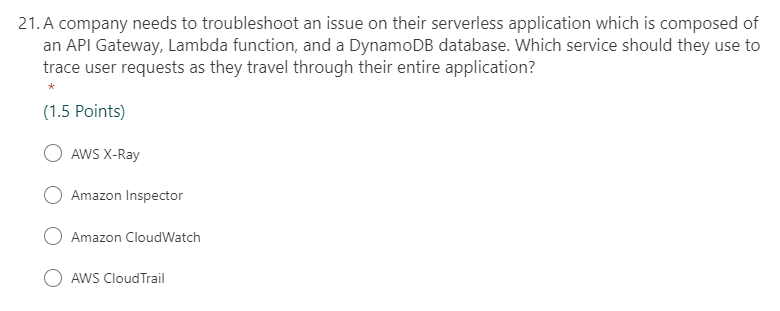 21. A company needs to troubleshoot an issue on their serverless application which is composed of
an API Gateway, Lambda function, and a DynamoDB database. Which service should they use to
trace user requests as they travel through their entire application?
*
(1.5 Points)
AWS X-Ray
Amazon Inspector
Amazon CloudWatch
AWS CloudTrail